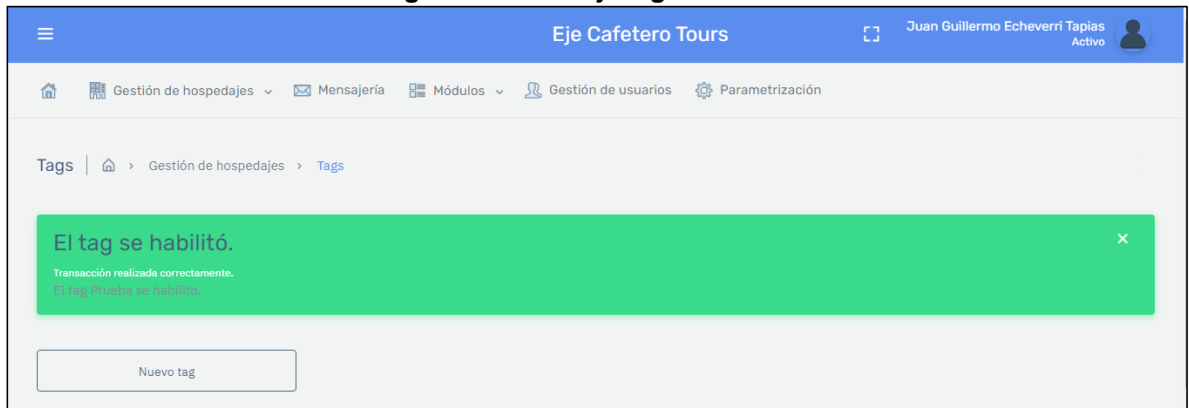 Eje Cafetero Tours
Juan Guillermo Echeverri Tapias
Activo
Gestión de hospedajes
Mensajería
Módulos
Gestión de usuarios
Parametrización
Tags
Gestión de hospedajes
Tags
El tag se habilitó.
Transacción realizada correctamente.
El tag Prueba se habilito.
Nuevo tag